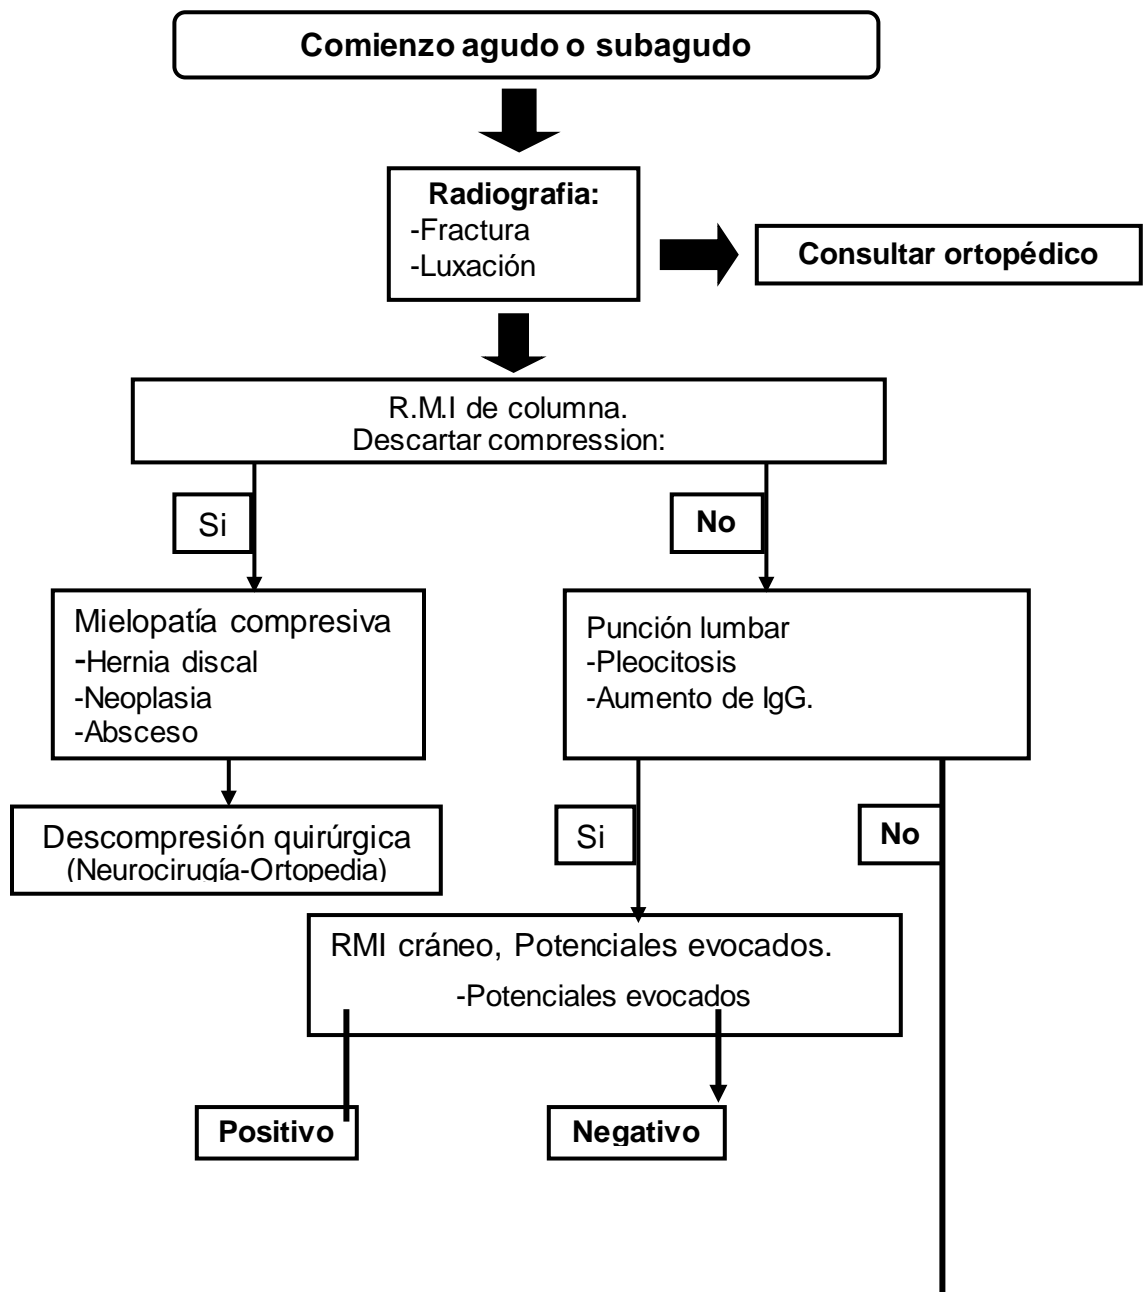 Comienzo agudo o subagudo
Radiografia:
-Fractura
-Luxación
Consultar ortopédico
R.M.I de columna.
Descartar compression:
Si
No
Mielopatía compresiva
-Hernia discal
-Neoplasia
-Absceso
Punción lumbar
-Pleocitosis
-Aumento de IgG.
Descompresión quirúrgica
(Neurocirugía-Ortopedia)
Si
No
RMI cráneo, Potenciales evocados.
-Potenciales evocados
Positivo
Negativo